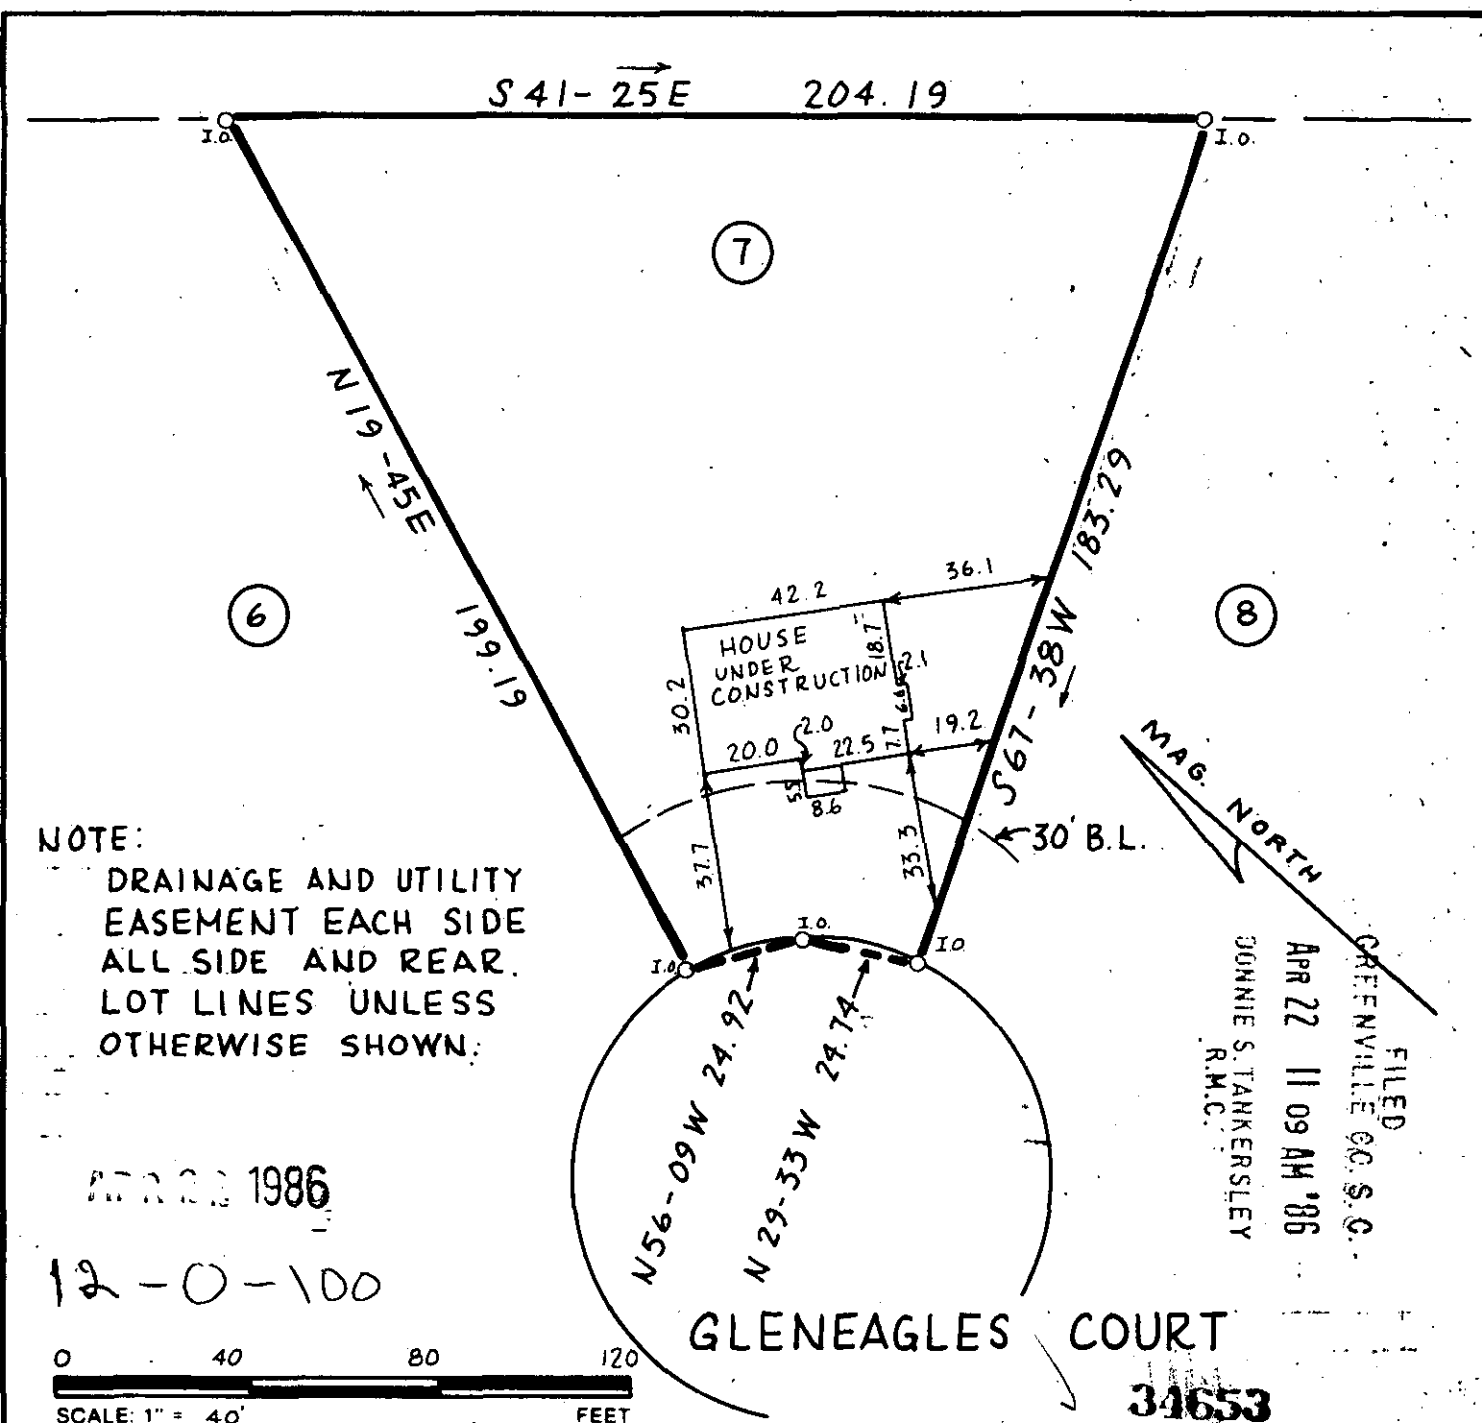 S 41-25E 204.19
I.O.
I.O.
7
N 19-45E 199.19
S67-38W 183.29
6
8
42.2
36.1
HOUSE
UNDER
CONSTRUCTION
18.7
2.1
30.2
7.7
19.2
20.0
2.0
22.5
5.5
8.6
37.7
33.3
30' B.L.
MAG. NORTH
NOTE:
DRAINAGE AND UTILITY
EASEMENT EACH SIDE
ALL SIDE AND REAR.
LOT LINES UNLESS
OTHERWISE SHOWN.
I.O.
I.O.
I.O.
N56-09W 24.92
N 29-33W 24.74
FILED
GREENVILLE CO. S.C.
APR 22 11 09 AM '86
DONNIE S. TANKERSLEY
R.M.C.
1986
12-0-100
GLENEAGLES COURT
0 40 80 120
SCALE: 1" = 40' FEET
34653